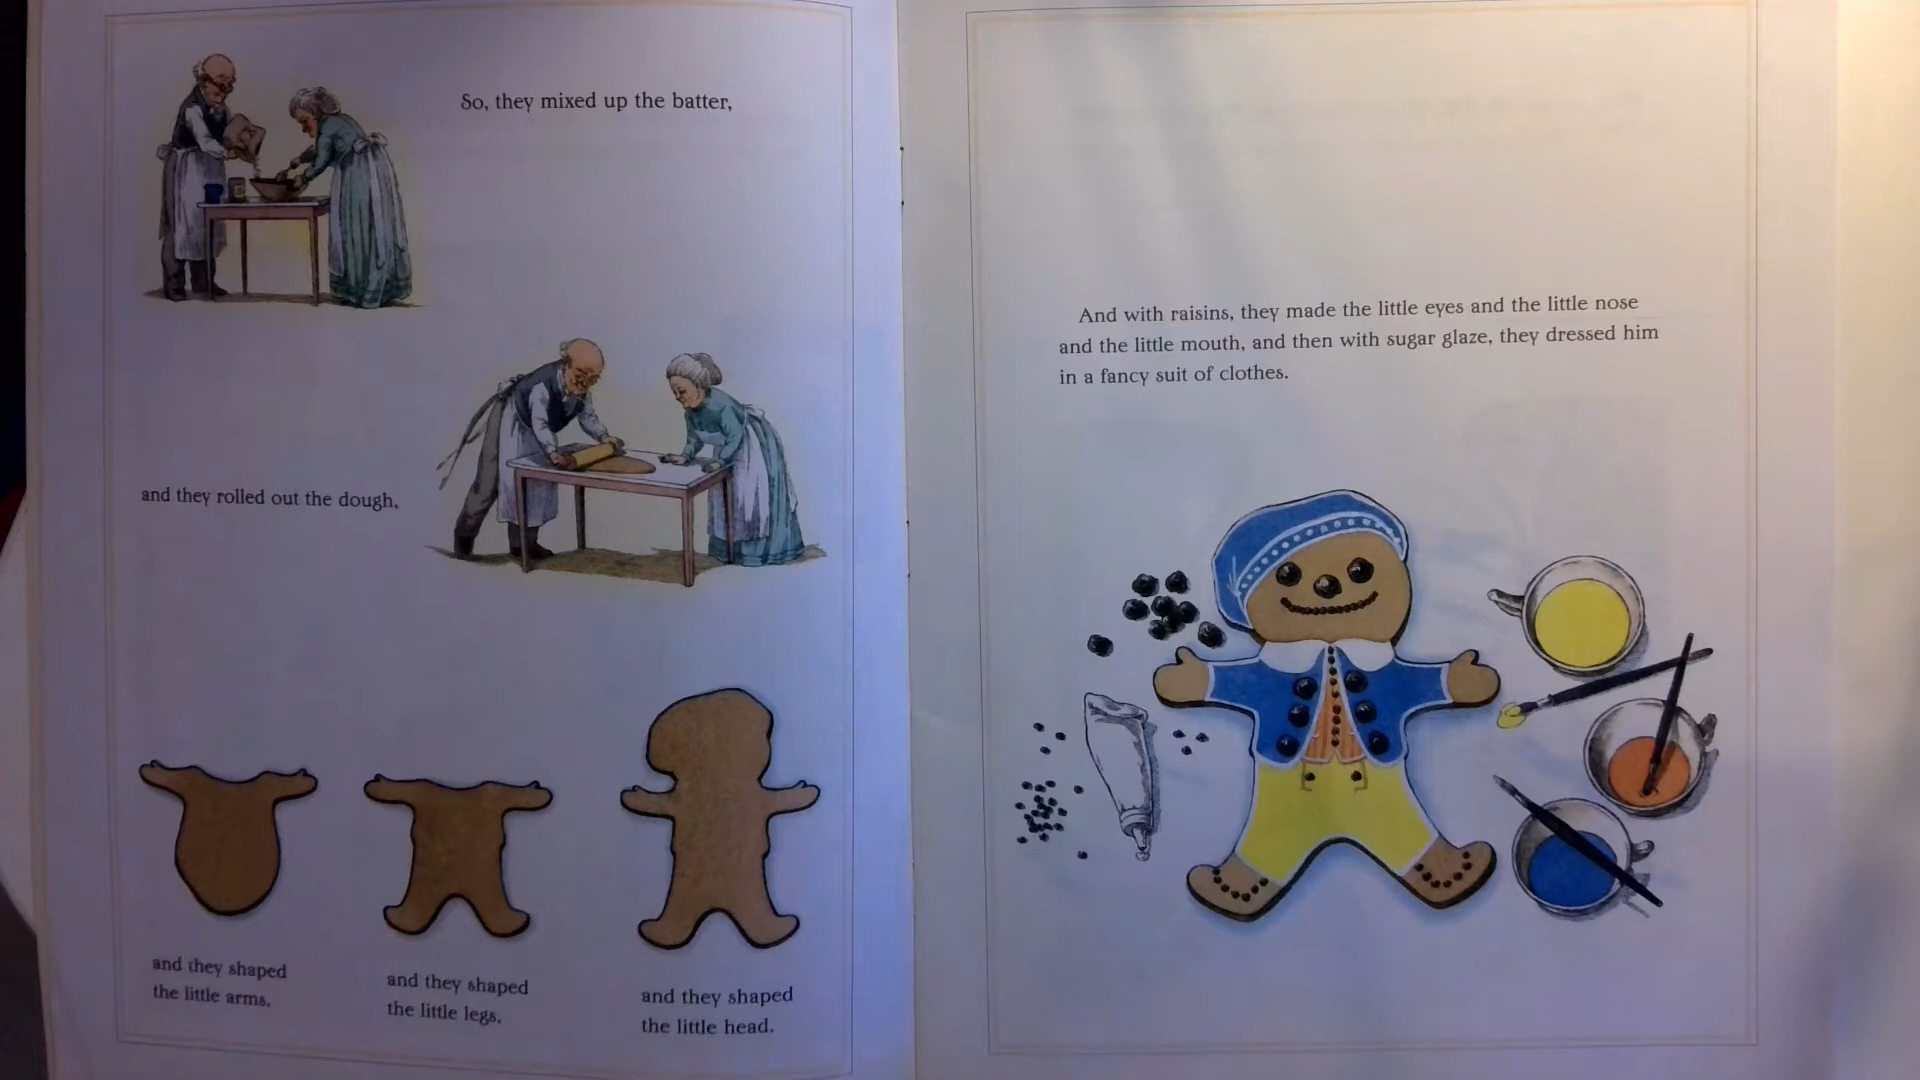 So, they mixed up the batter,
and they rolled out the dough,
and they shaped
the little arms,
and they shaped
the little legs,
and they shaped
the little head.
And with raisins, they made the little eyes and the little nose
and the little mouth, and then with sugar glaze, they dressed him
in a fancy suit of clothes.